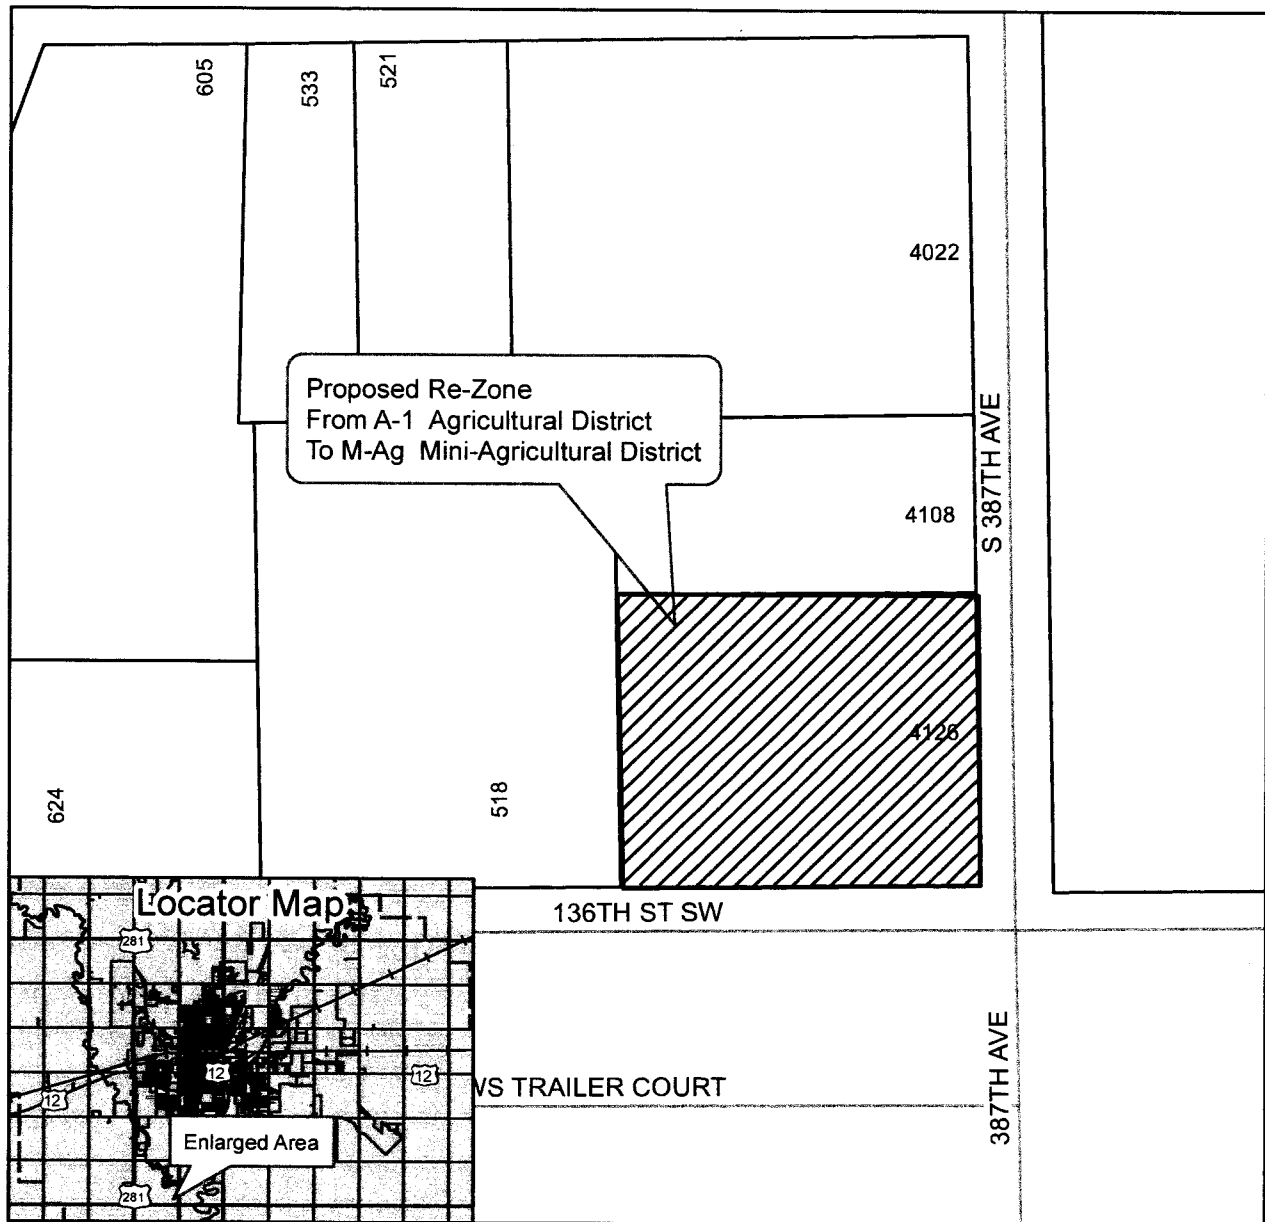 605
533
521
4022
Proposed Re-Zone
From A-1 Agricultural District
To M-Ag Mini-Agricultural District
S 387TH AVE
4108
4126
624
518
136TH ST SW
Locator Map
281
12
12
12
Enlarged Area
281
WS TRAILER COURT
387TH AVE